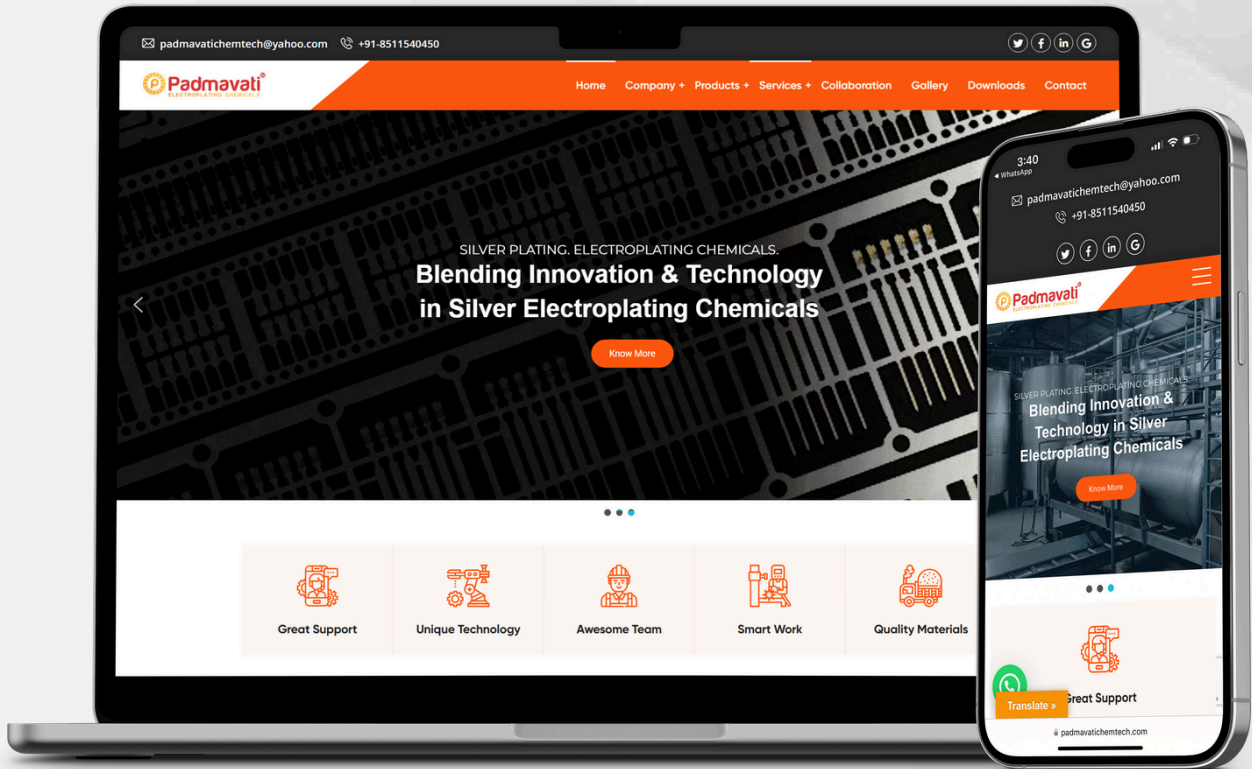 padmavatichemtech@yahoo.com +91-8511540450
Padmavati®
ELECTROPLATING CHEMICALS
Home Company + Products + Services + Collaboration Gallery Downloads Contact
SILVER PLATING. ELECTROPLATING CHEMICALS.
Blending Innovation & Technology
in Silver Electroplating Chemicals
Know More
Great Support
Unique Technology
Awesome Team
Smart Work
Quality Materials
3:40
◂ WhatsApp
padmavatichemtech@yahoo.com
+91-8511540450
Padmavati®
ELECTROPLATING CHEMICALS
SILVER PLATING. ELECTROPLATING CHEMICALS.
Blending Innovation &
Technology in Silver
Electroplating Chemicals
Know More
Great Support
Translate »
padmavatichemtech.com